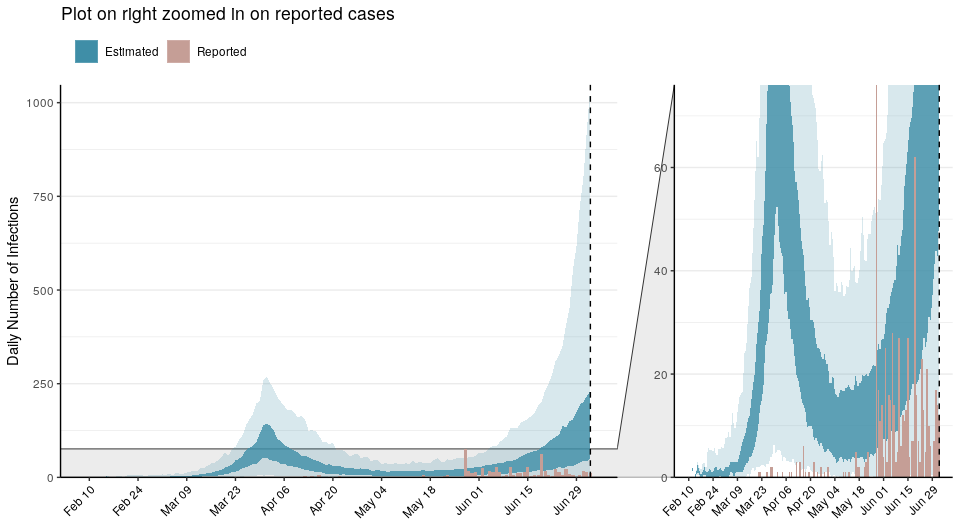 Plot on right zoomed in on reported cases
Estimated Reported
Daily Number of Infections
1000
750
500
250
0
Feb 10 Feb 24 Mar 09 Mar 23 Apr 06 Apr 20 May 04 May 18 Jun 01 Jun 15 Jun 29
60
40
20
0
Feb 10 Feb 24 Mar 09 Mar 23 Apr 06 Apr 20 May 04 May 18 Jun 01 Jun 15 Jun 29